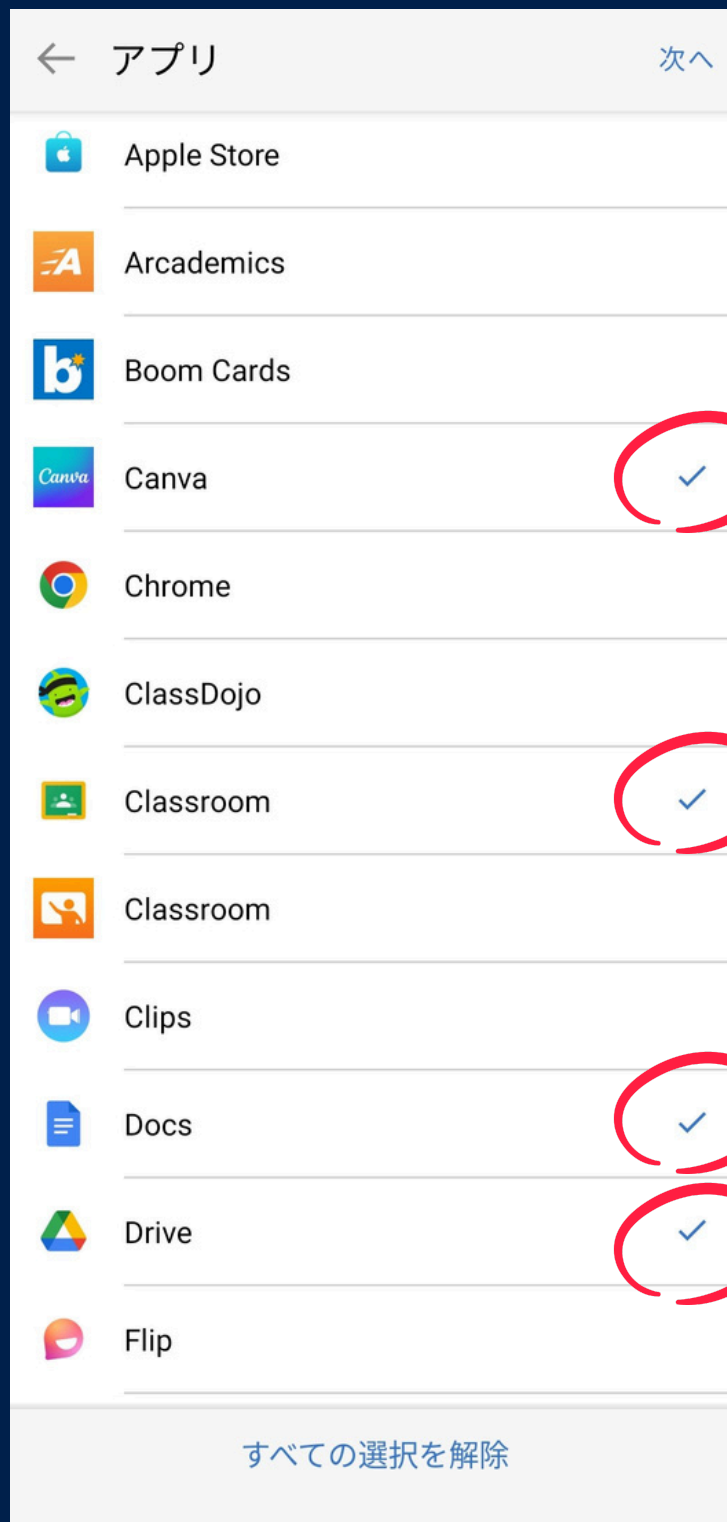 アプリ
次へ
Apple Store
Arcademics
Boom Cards
Canva
Canva
Chrome
ClassDojo
Classroom
Classroom
Clips
Docs
Drive
Flip
すべての選択を解除